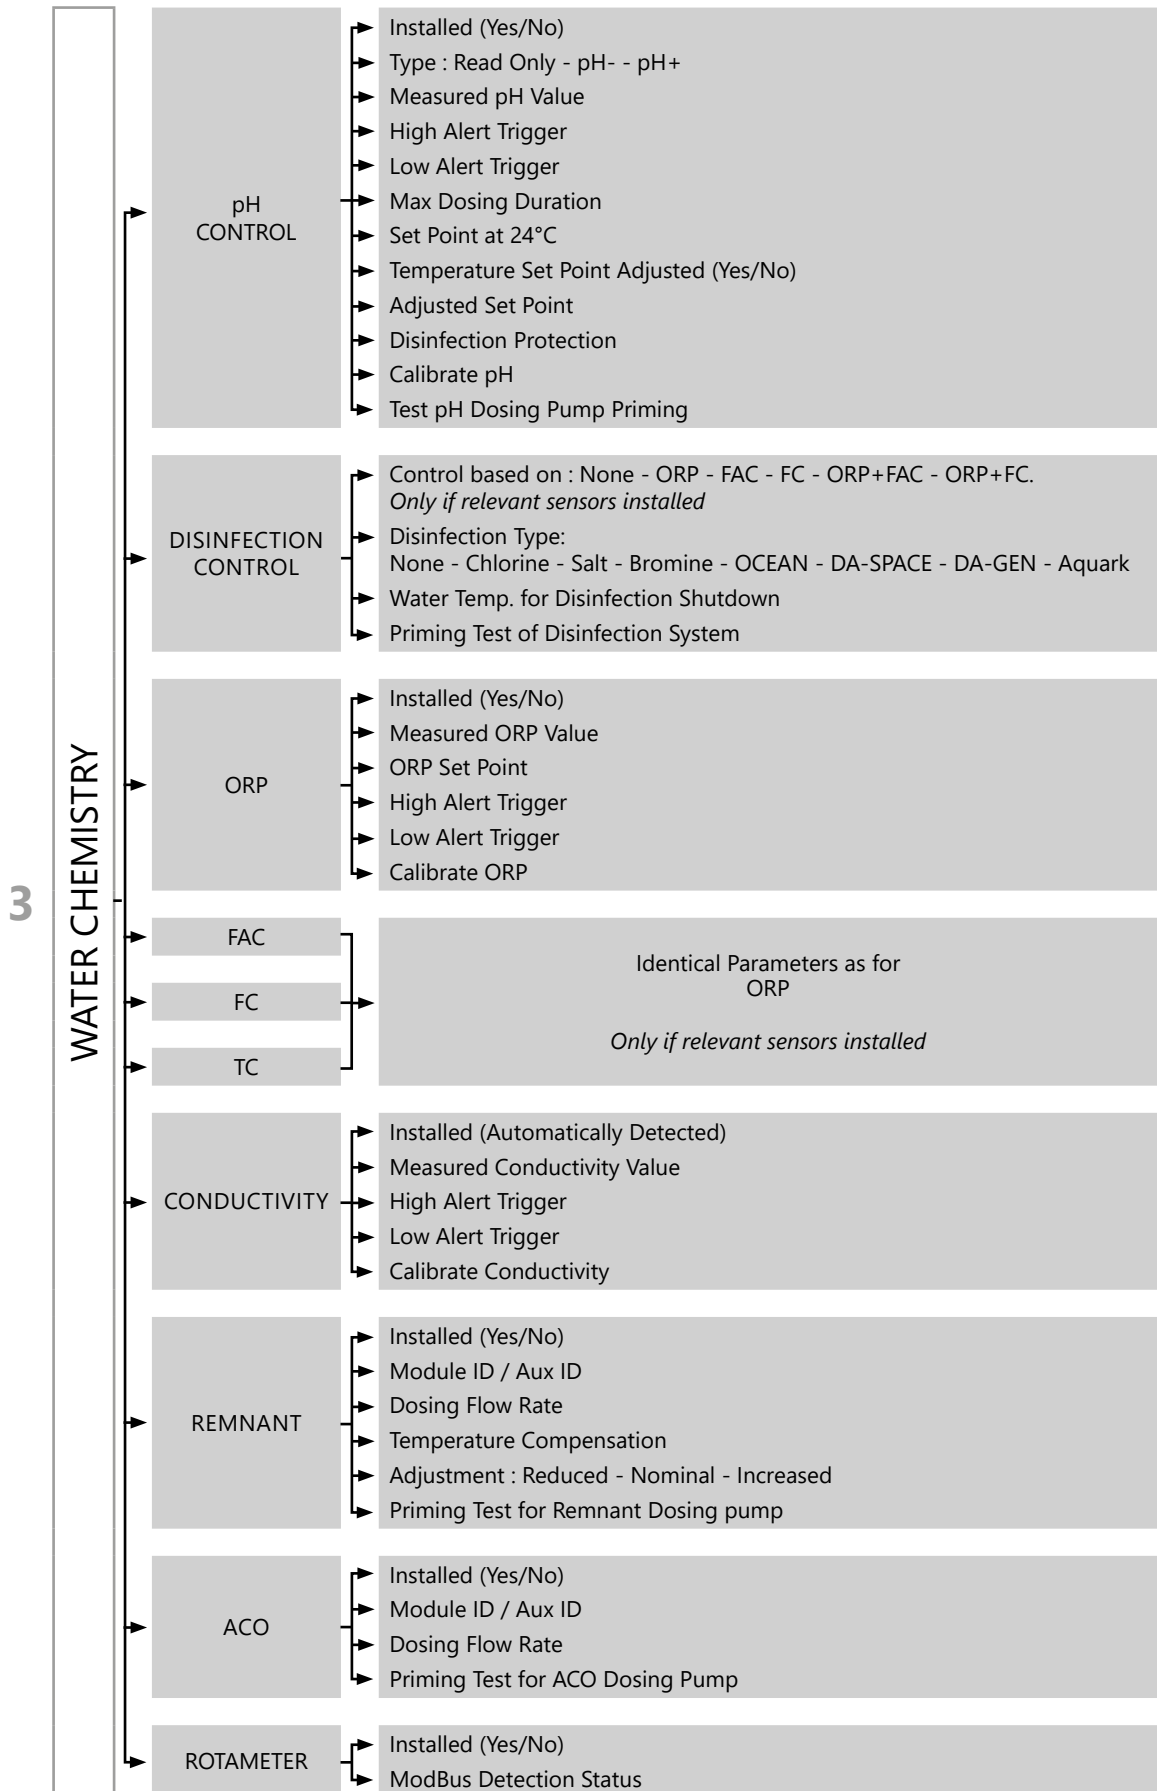 3
WATER CHEMISTRY
pH
CONTROL
Installed (Yes/No)
Type : Read Only - pH- - pH+
Measured pH Value
High Alert Trigger
Low Alert Trigger
Max Dosing Duration
Set Point at 24°C
Temperature Set Point Adjusted (Yes/No)
Adjusted Set Point
Disinfection Protection
Calibrate pH
Test pH Dosing Pump Priming
DISINFECTION
CONTROL
Control based on : None - ORP - FAC - FC - ORP+FAC - ORP+FC.
Only if relevant sensors installed
Disinfection Type:
None - Chlorine - Salt - Bromine - OCEAN - DA-SPACE - DA-GEN - Aquark
Water Temp. for Disinfection Shutdown
Priming Test of Disinfection System
ORP
Installed (Yes/No)
Measured ORP Value
ORP Set Point
High Alert Trigger
Low Alert Trigger
Calibrate ORP
FAC
FC
TC
Identical Parameters as for
ORP
Only if relevant sensors installed
CONDUCTIVITY
Installed (Automatically Detected)
Measured Conductivity Value
High Alert Trigger
Low Alert Trigger
Calibrate Conductivity
REMNANT
Installed (Yes/No)
Module ID / Aux ID
Dosing Flow Rate
Temperature Compensation
Adjustment : Reduced - Nominal - Increased
Priming Test for Remnant Dosing pump
ACO
Installed (Yes/No)
Module ID / Aux ID
Dosing Flow Rate
Priming Test for ACO Dosing Pump
ROTAMETER
Installed (Yes/No)
ModBus Detection Status